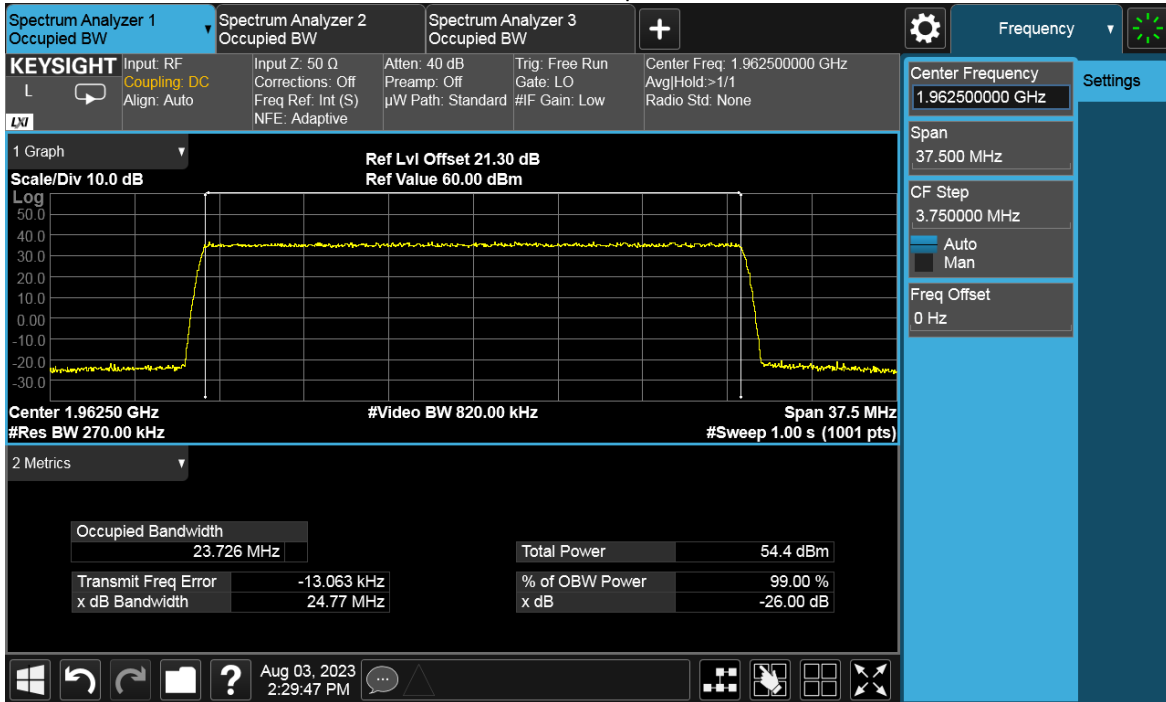 Spectrum Analyzer 1
Occupied BW
Spectrum Analyzer 2
Occupied BW
Spectrum Analyzer 3
Occupied BW
Frequency
KEYSIGHT
L
LXI
Input: RF
Coupling: DC
Align: Auto
Input Z: 50 Ω
Corrections: Off
Freq Ref: Int (S)
NFE: Adaptive
Atten: 40 dB
Preamp: Off
µW Path: Standard
Trig: Free Run
Gate: LO
#IF Gain: Low
Center Freq: 1.962500000 GHz
Avg|Hold:>1/1
Radio Std: None
Center Frequency
1.962500000 GHz
Settings
Span
37.500 MHz
CF Step
3.750000 MHz
Auto
Man
Freq Offset
0 Hz
1 Graph
Scale/Div 10.0 dB
Ref Lvl Offset 21.30 dB
Ref Value 60.00 dBm
Log
50.0
40.0
30.0
20.0
10.0
0.00
-10.0
-20.0
-30.0
Center 1.96250 GHz
#Video BW 820.00 kHz
Span 37.5 MHz
#Res BW 270.00 kHz
#Sweep 1.00 s (1001 pts)
2 Metrics
Occupied Bandwidth
23.726 MHz
Total Power 54.4 dBm
Transmit Freq Error -13.063 kHz
% of OBW Power 99.00 %
x dB Bandwidth 24.77 MHz
x dB -26.00 dB
?
Aug 03, 2023
2:29:47 PM